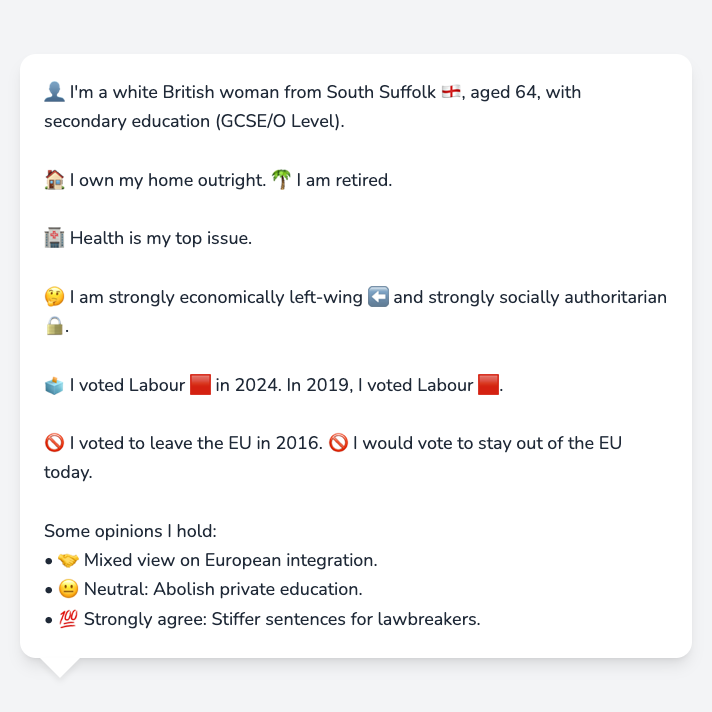 👤 I'm a white British woman from South Suffolk 🏴󠁧󠁢󠁥󠁮󠁧󠁿, aged 64, with
secondary education (GCSE/O Level).
🏠 I own my home outright. 🌴 I am retired.
🏥 Health is my top issue.
🤔 I am strongly economically left-wing ⬅️ and strongly socially authoritarian
🔒.
🗳️ I voted Labour 🟥 in 2024. In 2019, I voted Labour 🟥.
🚫 I voted to leave the EU in 2016. 🚫 I would vote to stay out of the EU
today.
Some opinions I hold:
• 🤝 Mixed view on European integration.
• 😐 Neutral: Abolish private education.
• 💯 Strongly agree: Stiffer sentences for lawbreakers.